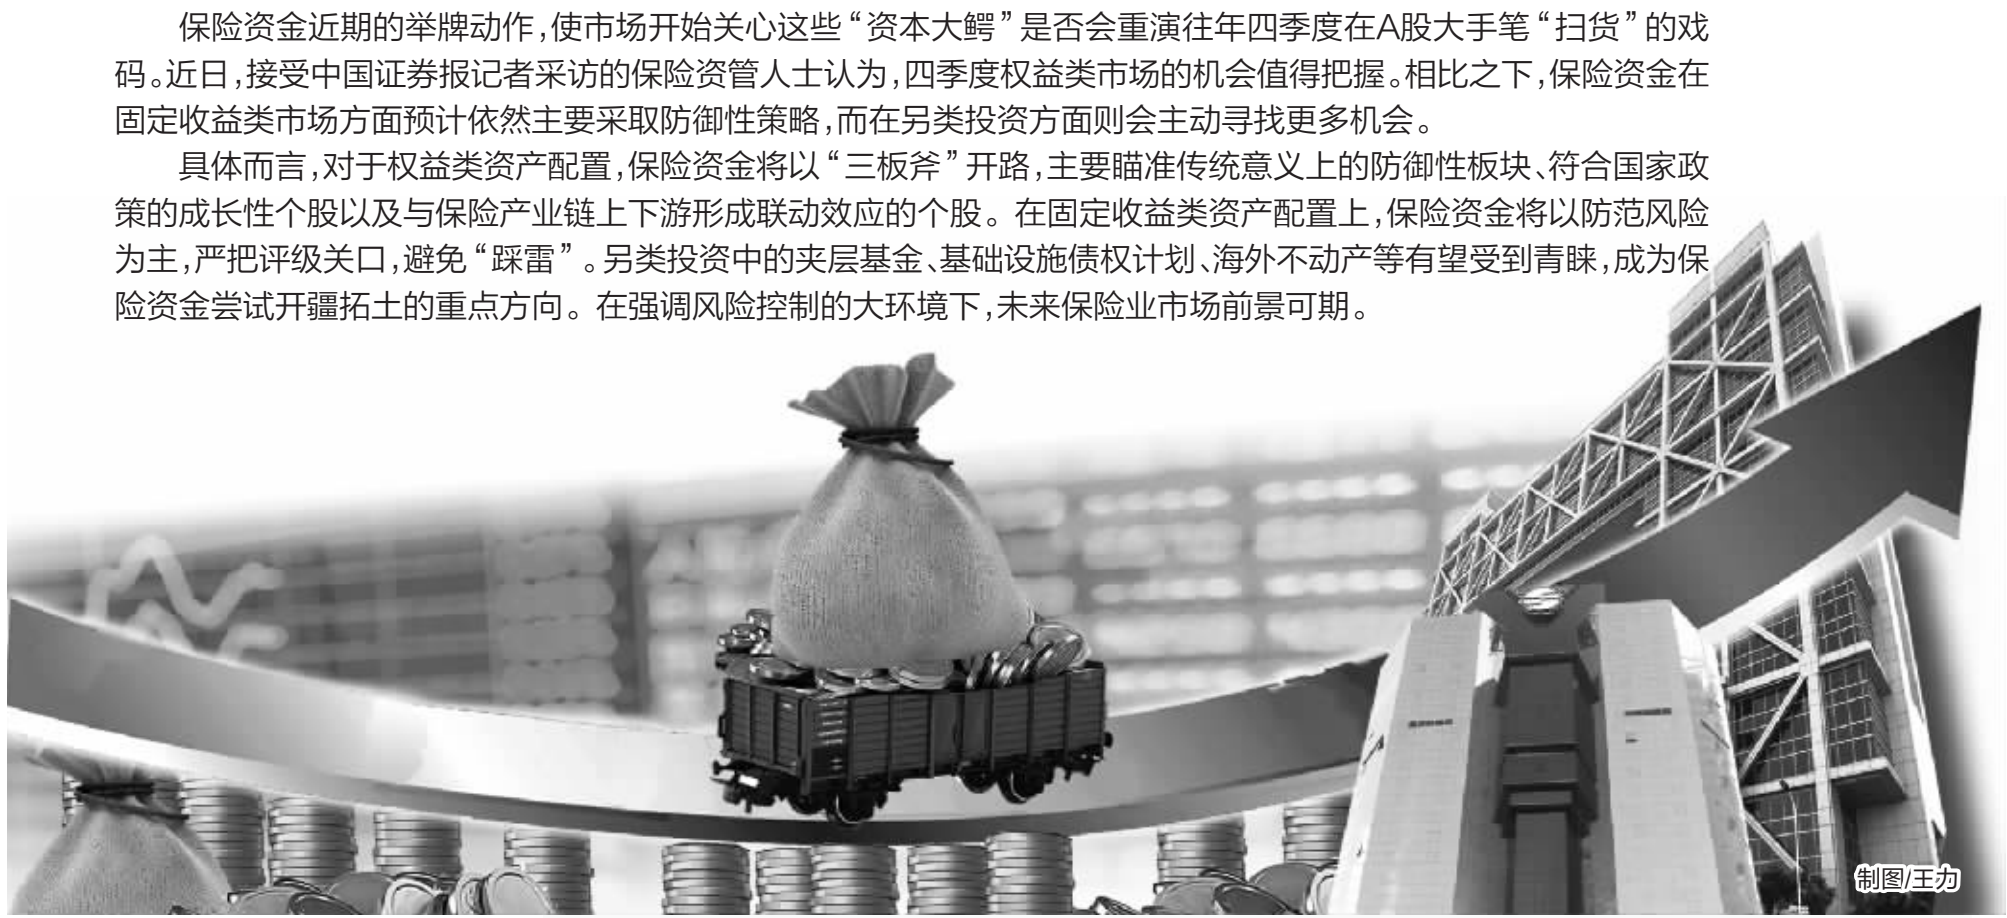 保险资金近期的举牌动作,使市场开始关心这些“资本大鳄”是否会重演往年四季度在A股大手笔“扫货”的戏
码。近日,接受中国证券报记者采访的保险资管人士认为,四季度权益类市场的机会值得把握。相比之下,保险资金在
固定收益类市场方面预计依然主要采取防御性策略,而在另类投资方面则会主动寻找更多机会。
具体而言,对于权益类资产配置,保险资金将以“三板斧”开路,主要瞄准传统意义上的防御性板块、符合国家政
策的成长性个股以及与保险产业链上下游形成联动效应的个股。在固定收益类资产配置上,保险资金将以防范风险
为主,严把评级关口,避免“踩雷”。另类投资中的夹层基金、基础设施债权计划、海外不动产等有望受到青睐,成为保
险资金尝试开疆拓土的重点方向。在强调风险控制的大环境下,未来保险业市场前景可期。
制图/王力